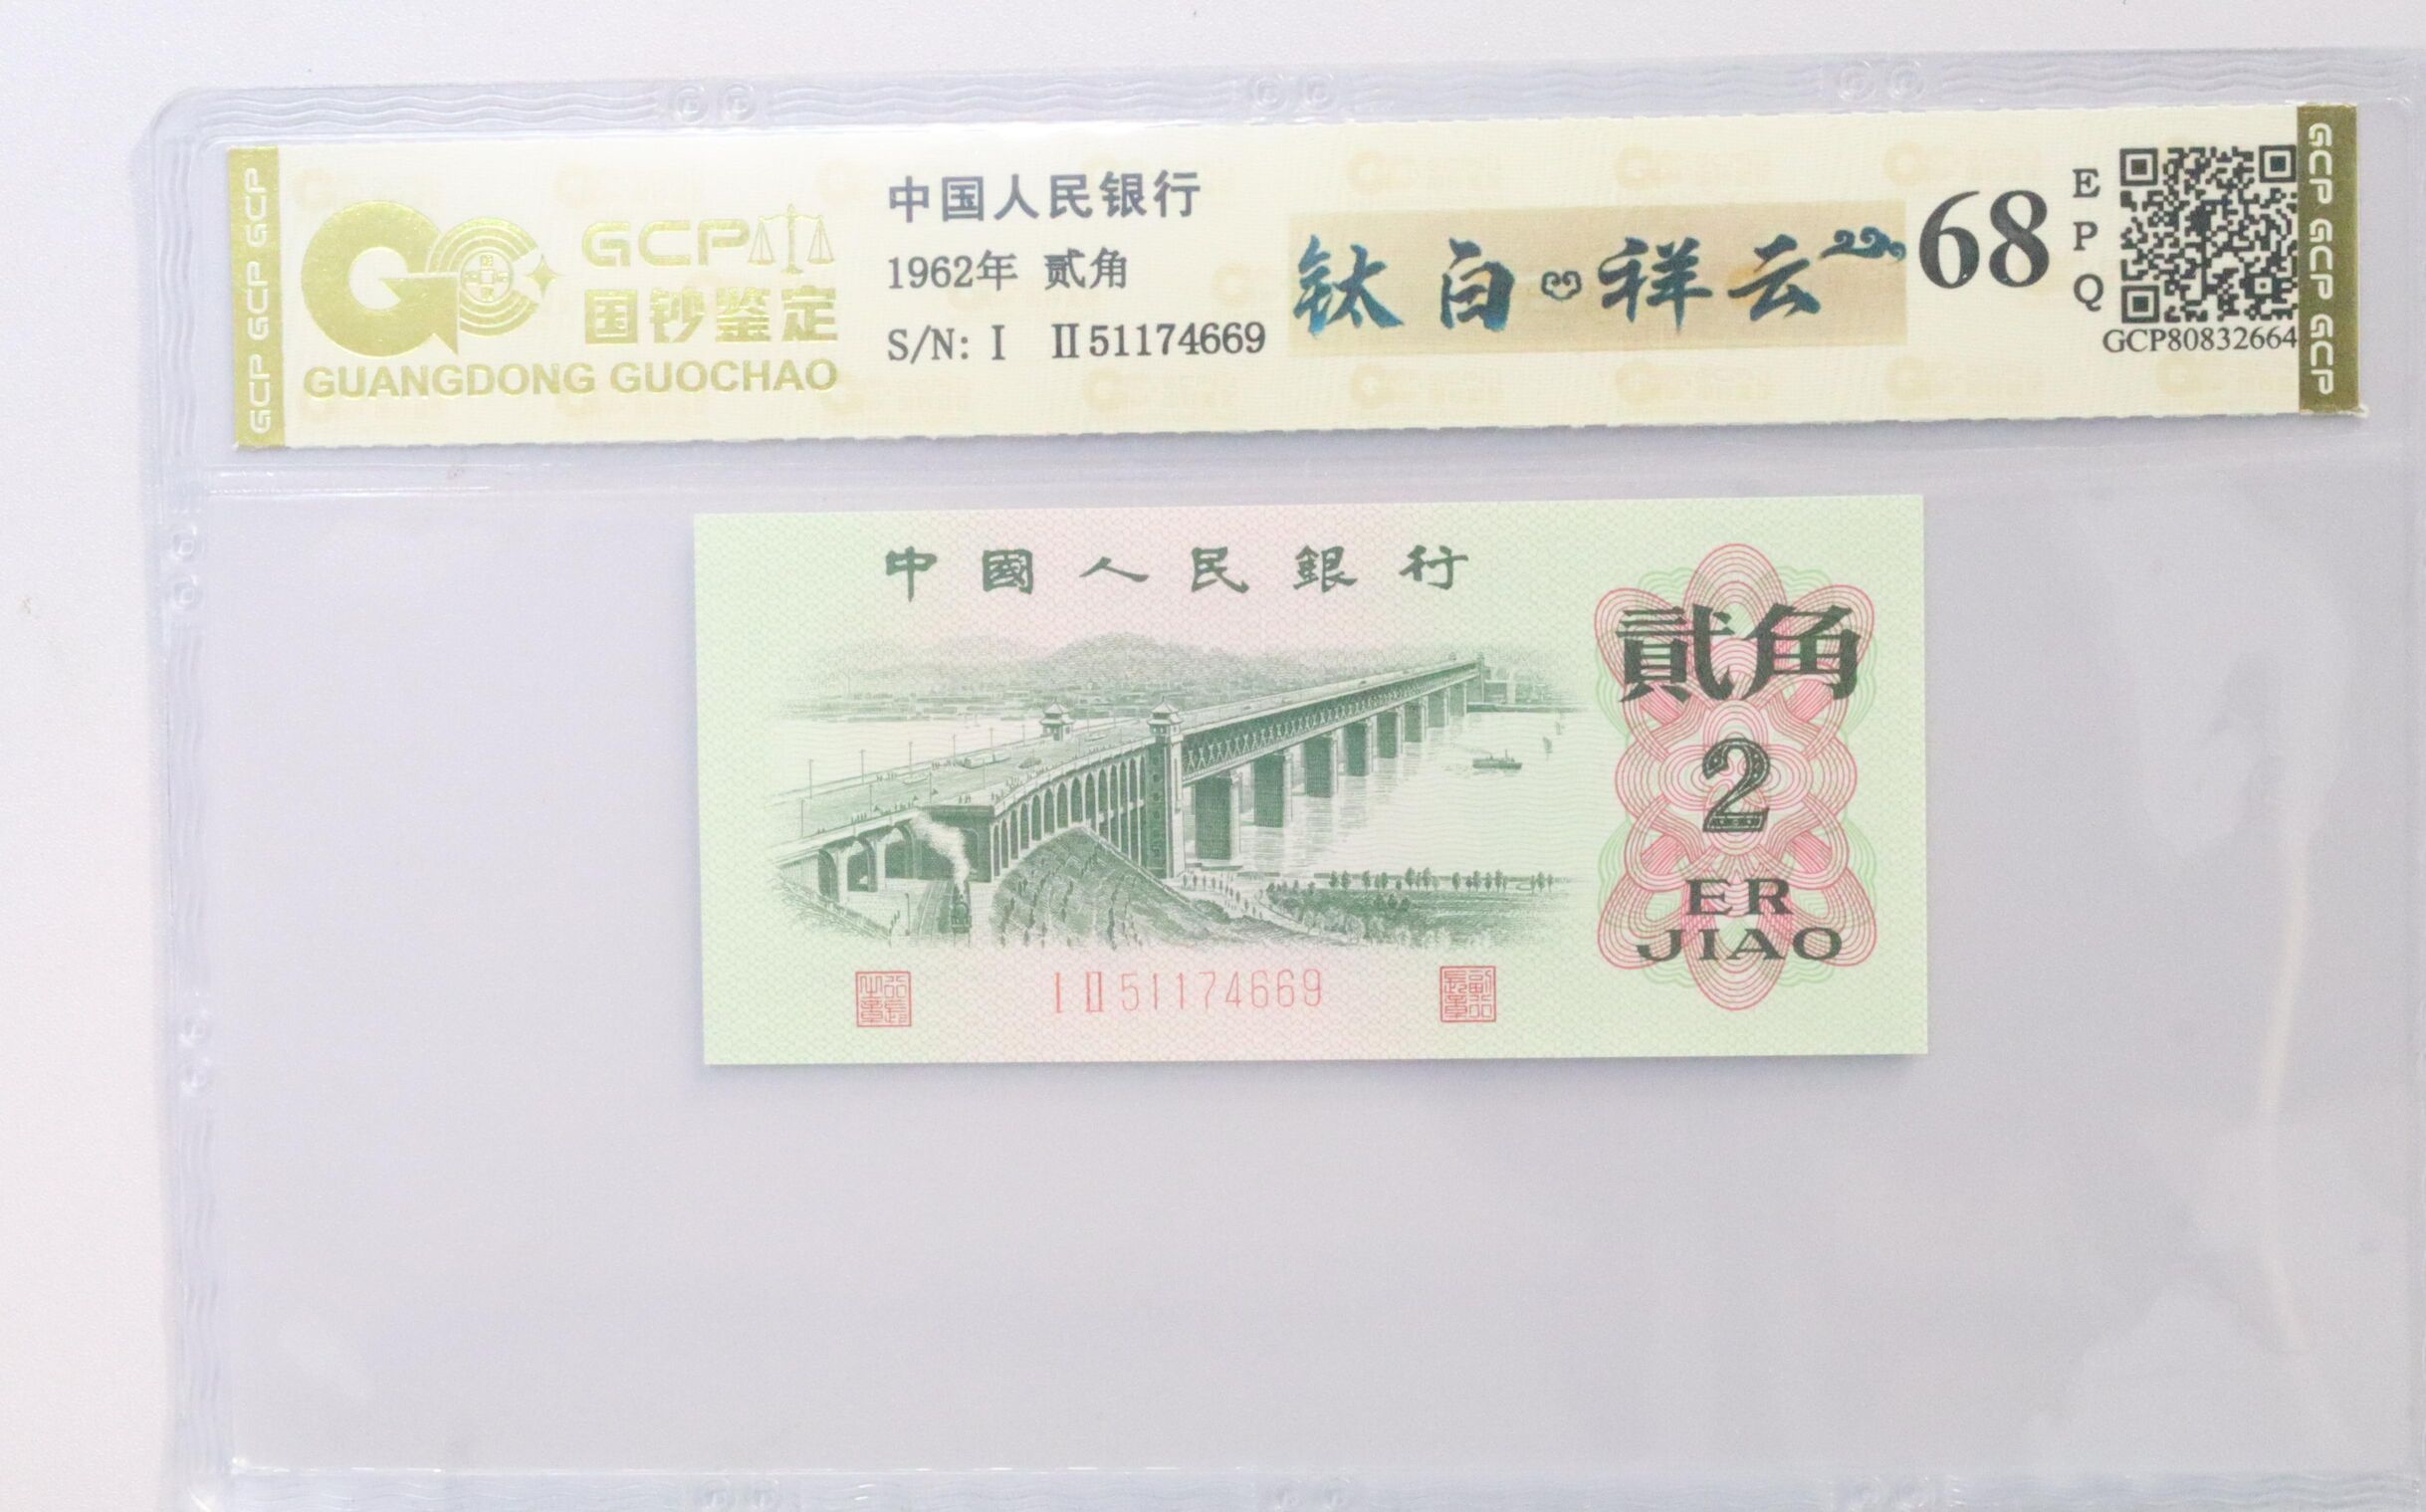 GCP GCP GCP
GCP
国钞鉴定
GUANGDONG GUOCHAO
中国人民银行
1962年 贰角
S/N: I II51174669
钛白祥云
68
EPQ
GCP80832664
GCP GCP GCP
中國人民銀行
貳角
2
ER
JIAO
I II 51174669